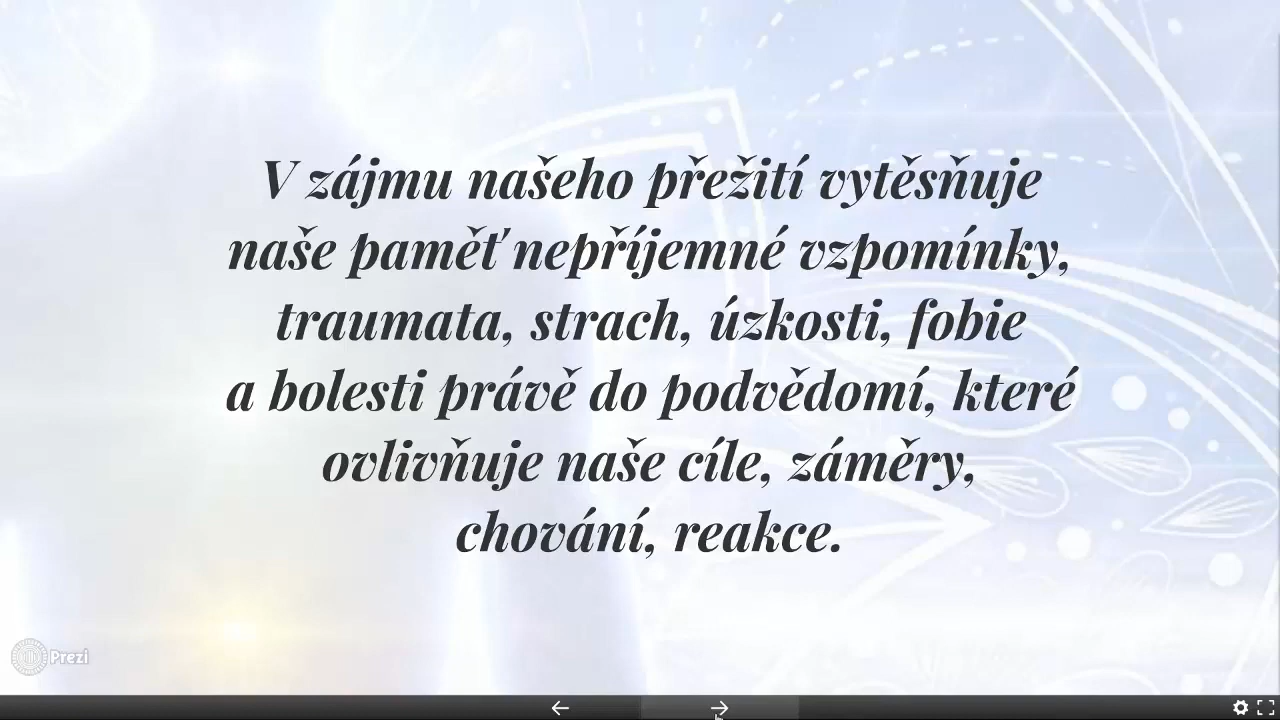 V zájmu našeho přežití vytěsňuje
naše paměť nepříjemné vzpomínky,
traumata, strach, úzkosti, fobie
a bolesti právě do podvědomí, které
ovlivňuje naše cíle, záměry,
chování, reakce.
Prezi